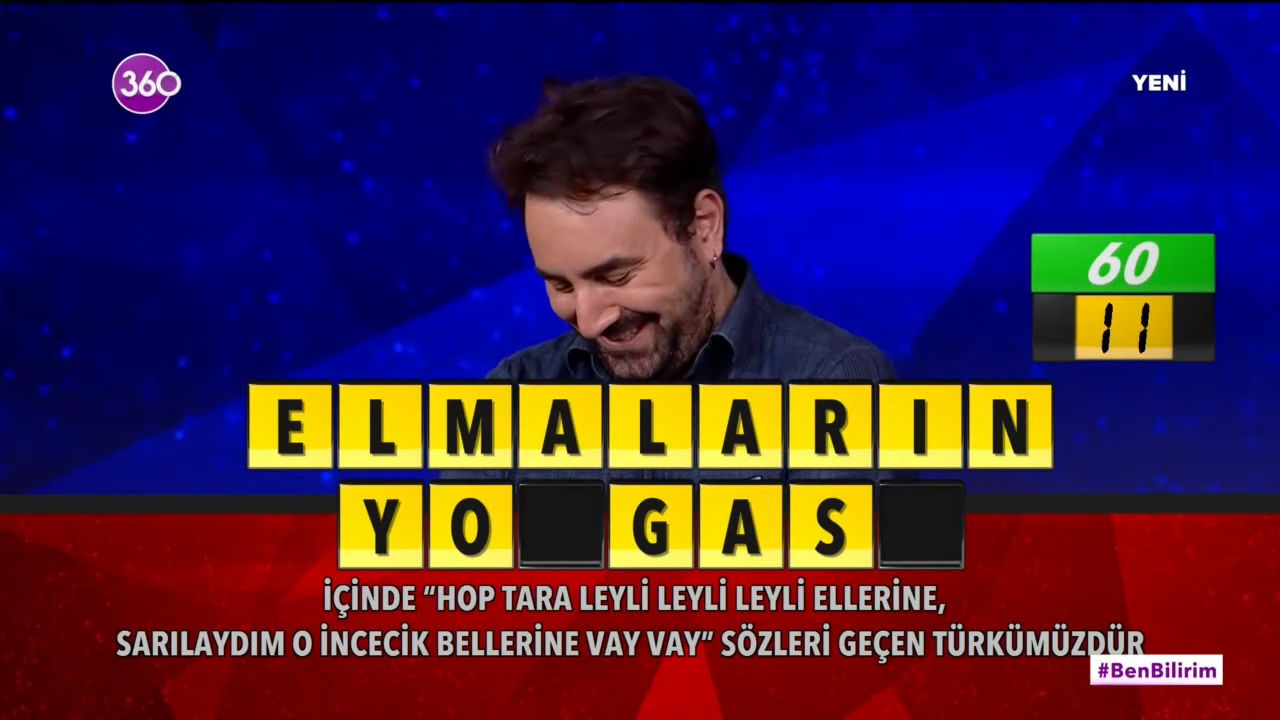 360
YENİ
60
11
ELMALARIN
YO GAS
İÇİNDE “HOP TARA LEYLİ LEYLİ LEYLİ ELLERİNE,
SARILAYDIM O İNCECİK BELLERİNE VAY VAY” SÖZLERİ GEÇEN TÜRKÜMÜZDÜR
#BenBilirim